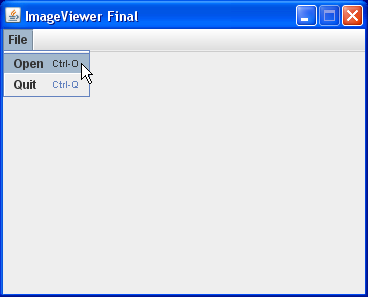 ImageViewer Final
File
Open Ctrl-O
Quit Ctrl-Q